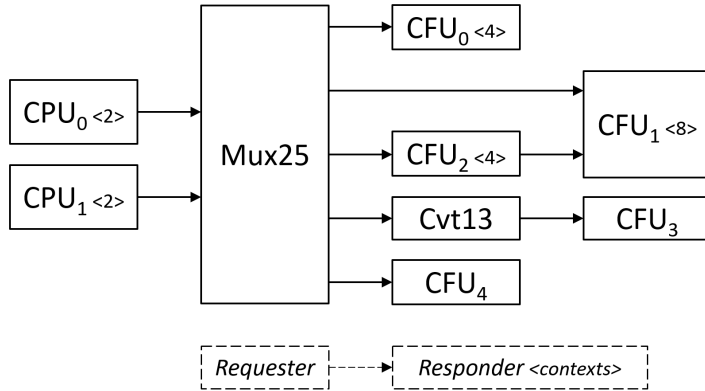 CFU₀ <4>
CPU₀ <2>
CFU₁ <8>
Mux25
CFU₂ <4>
CPU₁ <2>
Cvt13
CFU₃
CFU₄
Requester
Responder <contexts>